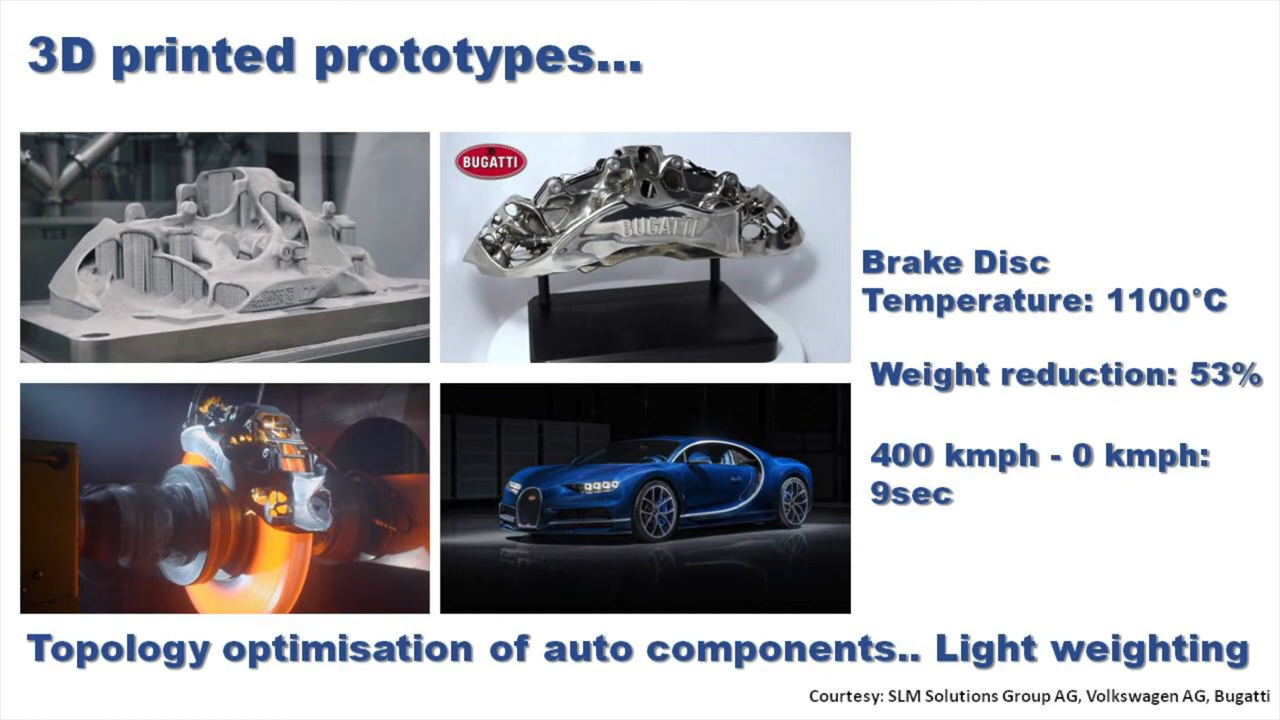 3D printed prototypes...
BUGATTI
BUGATTI
Brake Disc
Temperature: 1100°C
Weight reduction: 53%
400 kmph - 0 kmph:
9sec
Topology optimisation of auto components.. Light weighting
Courtesy: SLM Solutions Group AG, Volkswagen AG, Bugatti